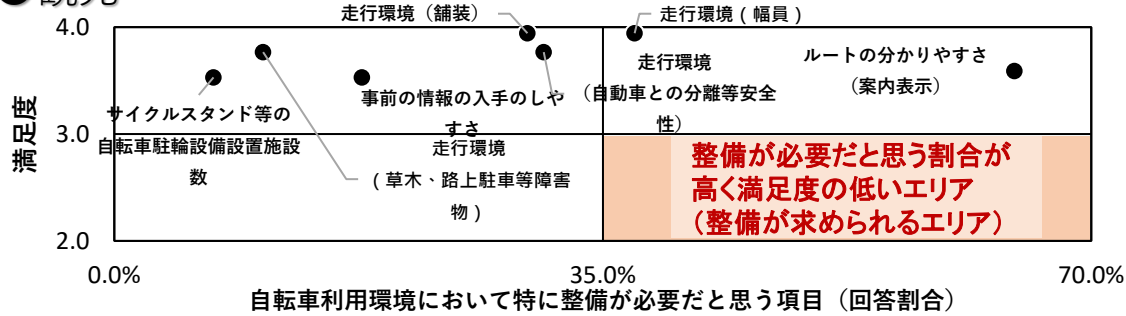 4.0
3.0
2.0
満足度
走行環境（舗装）
走行環境（幅員）
走行環境
（自動車との分離等安全
性）
ルートの分かりやすさ
（案内表示）
サイクルスタンド等の
自転車駐輪設備設置施設
数
事前の情報の入手のしや
すさ
走行環境
（草木、路上駐車等障害
物）
整備が必要だと思う割合が
高く満足度の低いエリア
（整備が求められるエリア）
0.0%
35.0%
70.0%
自転車利用環境において特に整備が必要だと思う項目（回答割合）